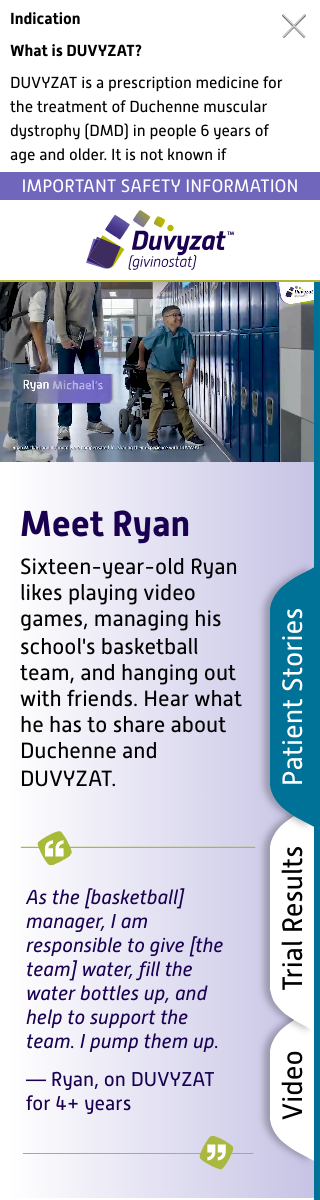 Indication
What is DUVYZAT?
DUVYZAT is a prescription medicine for
the treatment of Duchenne muscular
dystrophy (DMD) in people 6 years of
age and older. It is not known if
IMPORTANT SAFETY INFORMATION
Duvyzat™
(givinostat)
Duvyzat
Ryan Michael's
Meet Ryan
Sixteen-year-old Ryan
likes playing video
games, managing his
school's basketball
team, and hanging out
with friends. Hear what
he has to share about
Duchenne and
DUVYZAT.
As the [basketball]
manager, I am
responsible to give [the
team] water, fill the
water bottles up, and
help to support the
team. I pump them up.
— Ryan, on DUVYZAT
for 4+ years
Patient Stories
Trial Results
Video